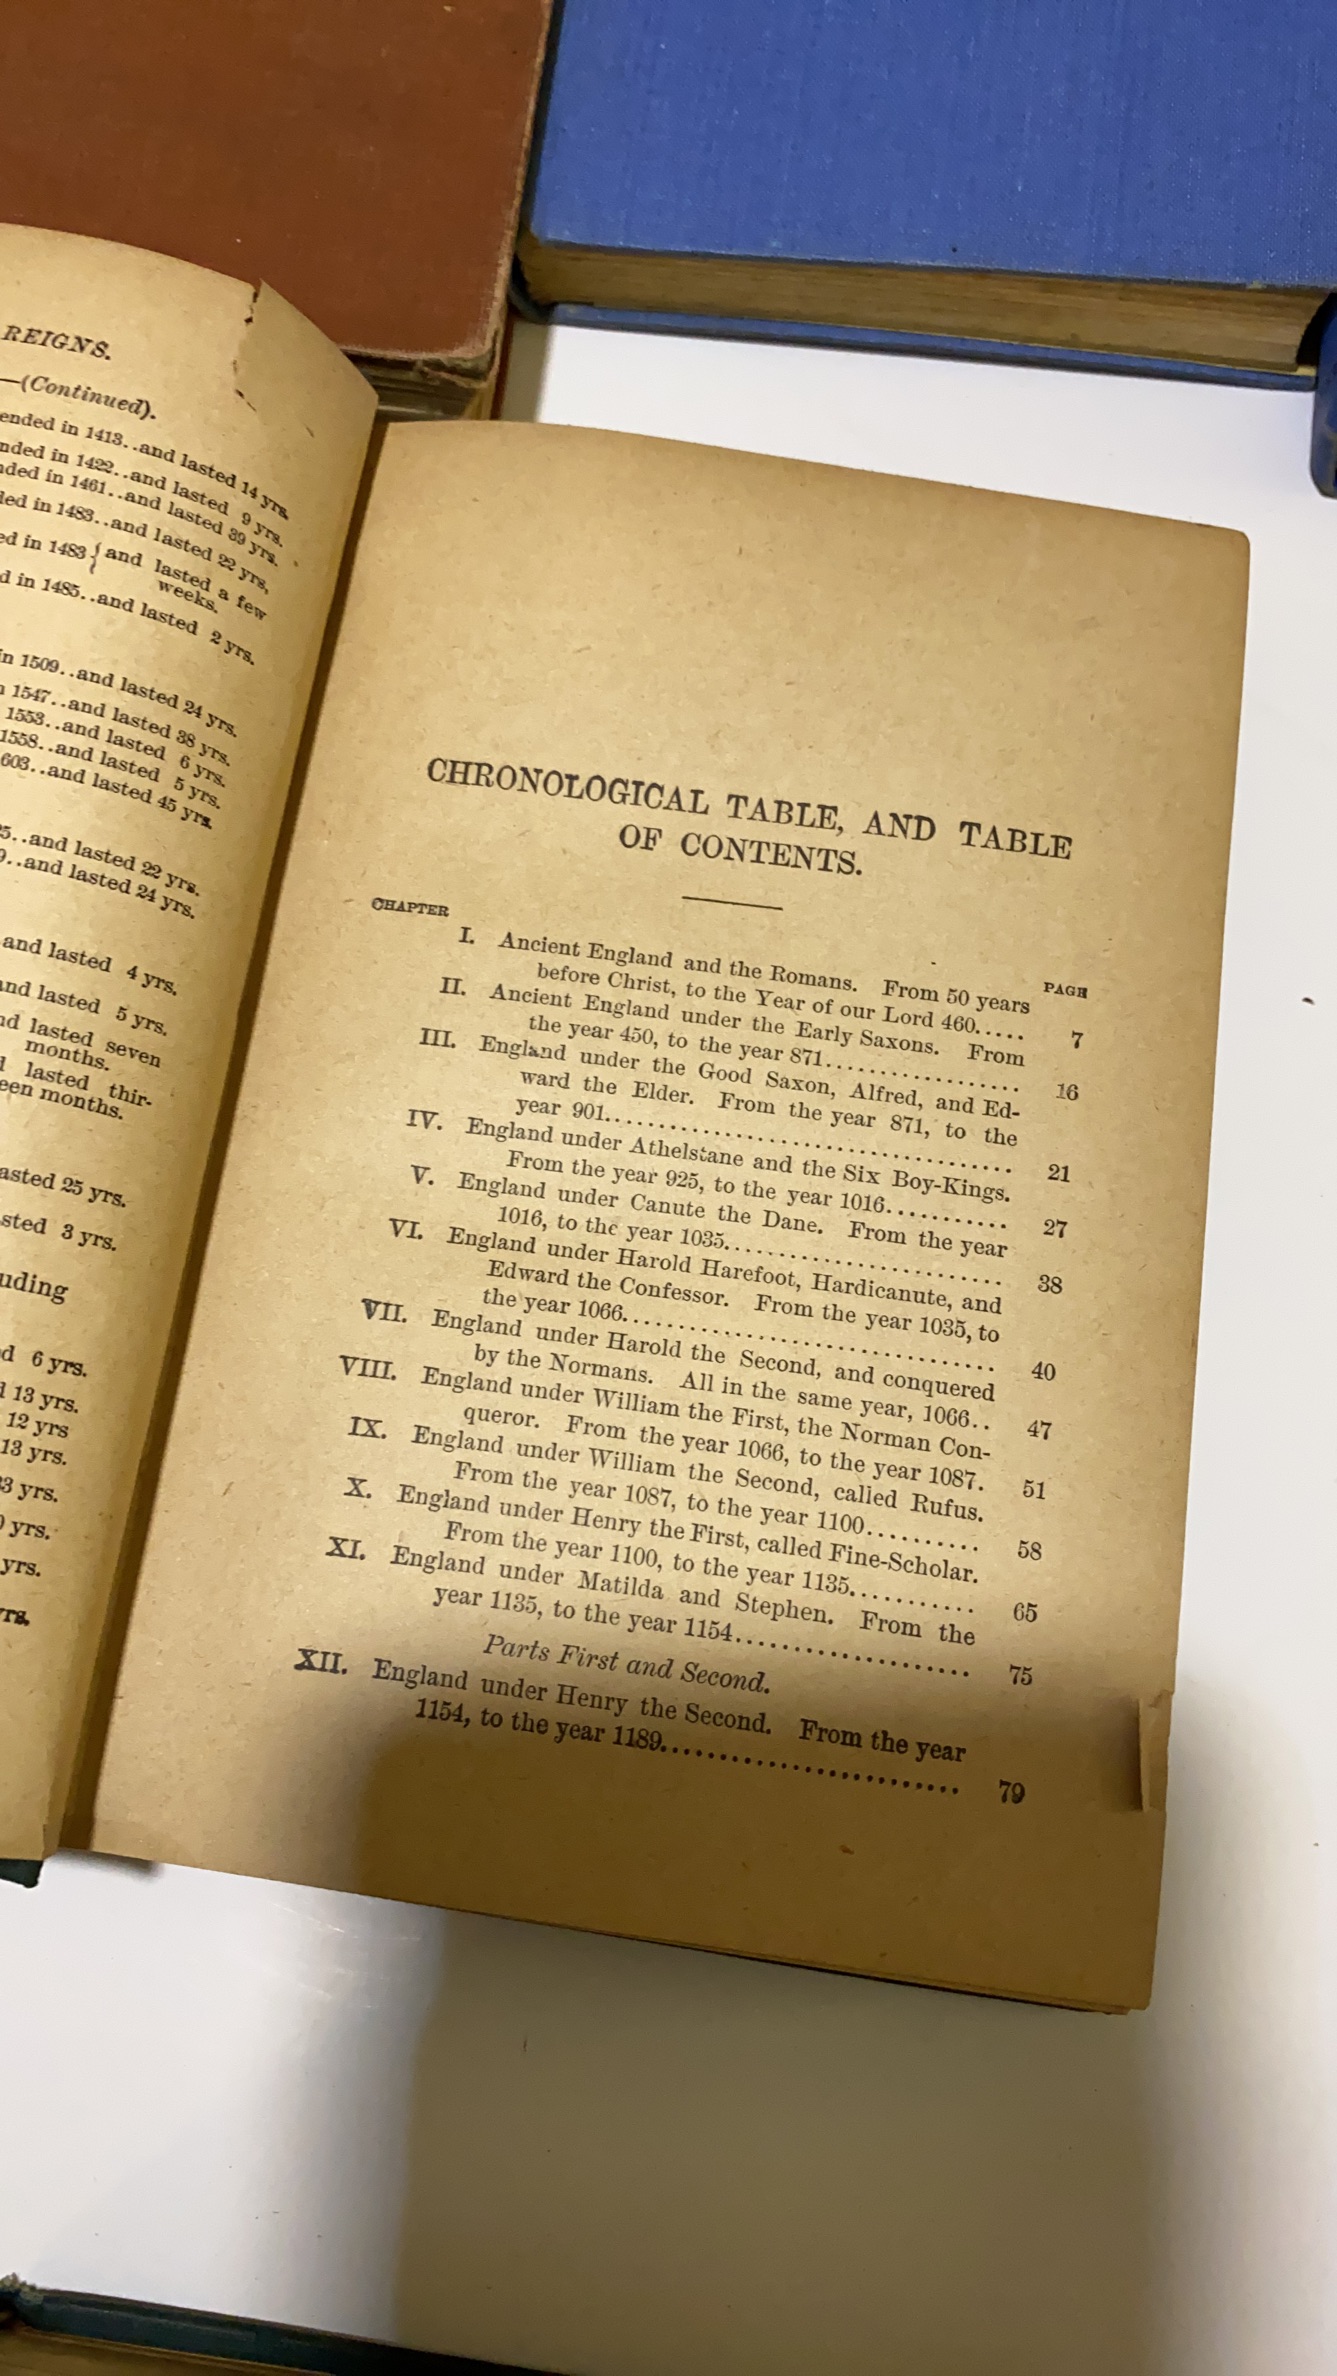 REIGNS.
—(Continued).
ended in 1413..and lasted 14 yrs.
nded in 1422..and lasted 9 yrs.
nded in 1461..and lasted 39 yrs.
ded in 1483..and lasted 22 yrs,
ed in 1483 { and lasted a few
weeks.
d in 1485..and lasted 2 yrs.
in 1509..and lasted 24 yrs.
1547..and lasted 38 yrs.
1553..and lasted 6 yrs.
1558..and lasted 5 yrs.
603..and lasted 45 yrs.
5..and lasted 22 yrs.
9..and lasted 24 yrs.
and lasted 4 yrs.
and lasted 5 yrs.
nd lasted seven
months.
d lasted thir-
een months.
asted 25 yrs.
sted 3 yrs.
uding
d 6 yrs.
d 13 yrs.
12 yrs
13 yrs.
3 yrs.
0 yrs.
yrs.
yrs.
CHRONOLOGICAL TABLE, AND TABLE
OF CONTENTS.
CHAPTER
PAGE
I. Ancient England and the Romans. From 50 years
before Christ, to the Year of our Lord 460..... 7
II. Ancient England under the Early Saxons. From
the year 450, to the year 871.................. 16
III. England under the Good Saxon, Alfred, and Ed-
ward the Elder. From the year 871, to the
year 901..................................... 21
IV. England under Athelstane and the Six Boy-Kings.
From the year 925, to the year 1016........... 27
V. England under Canute the Dane. From the year
1016, to the year 1035......................... 38
VI. England under Harold Harefoot, Hardicanute, and
Edward the Confessor. From the year 1035, to
the year 1066.................................. 40
VII. England under Harold the Second, and conquered
by the Normans. All in the same year, 1066.. 47
VIII. England under William the First, the Norman Con-
queror. From the year 1066, to the year 1087. 51
IX. England under William the Second, called Rufus.
From the year 1087, to the year 1100.......... 58
X. England under Henry the First, called Fine-Scholar.
From the year 1100, to the year 1135........... 65
XI. England under Matilda and Stephen. From the
year 1135, to the year 1154.................... 75
Parts First and Second.
XII. England under Henry the Second. From the year
1154, to the year 1189.......................... 79